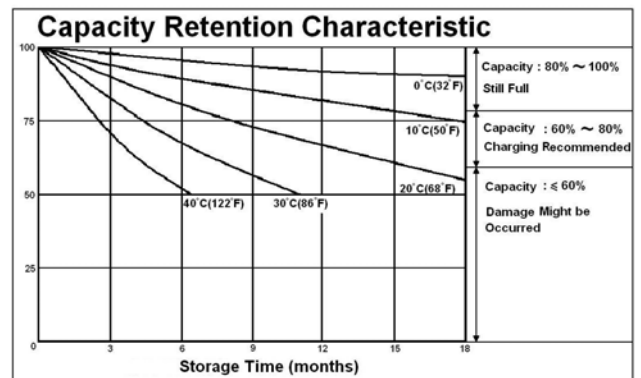 Capacity Retention Characteristic
100
75
50
25
0
0°C(32°F)
10°C(50°F)
20°C(68°F)
40°C(122°F)
30°C(86°F)
3
6
9
12
15
18
Storage Time (months)
Capacity : 80% ~ 100%
Still Full
Capacity : 60% ~ 80%
Charging Recommended
Capacity : ≤ 60%
Damage Might be
Occurred